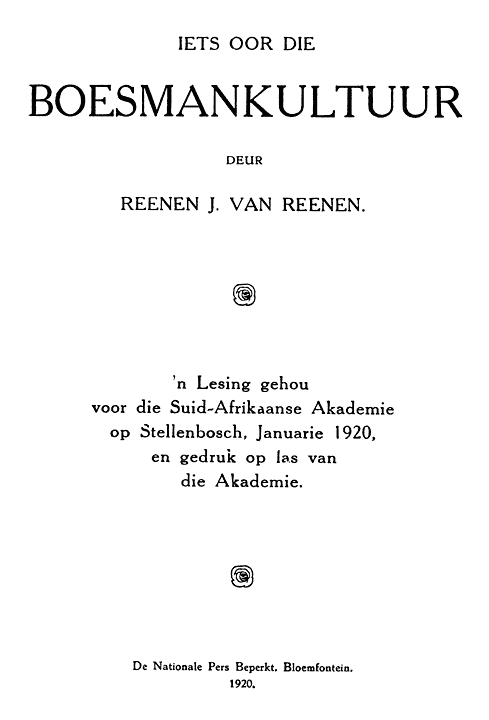 IETS OOR DIE
BOESMANKULTUUR
DEUR
REENEN J. VAN REENEN.
'n Lesing gehou
voor die Suid-Afrikaanse Akademie
op Stellenbosch, Januarie 1920,
en gedruk op las van
die Akademie.
De Nationale Pers Beperkt. Bloemfontein.
1920.